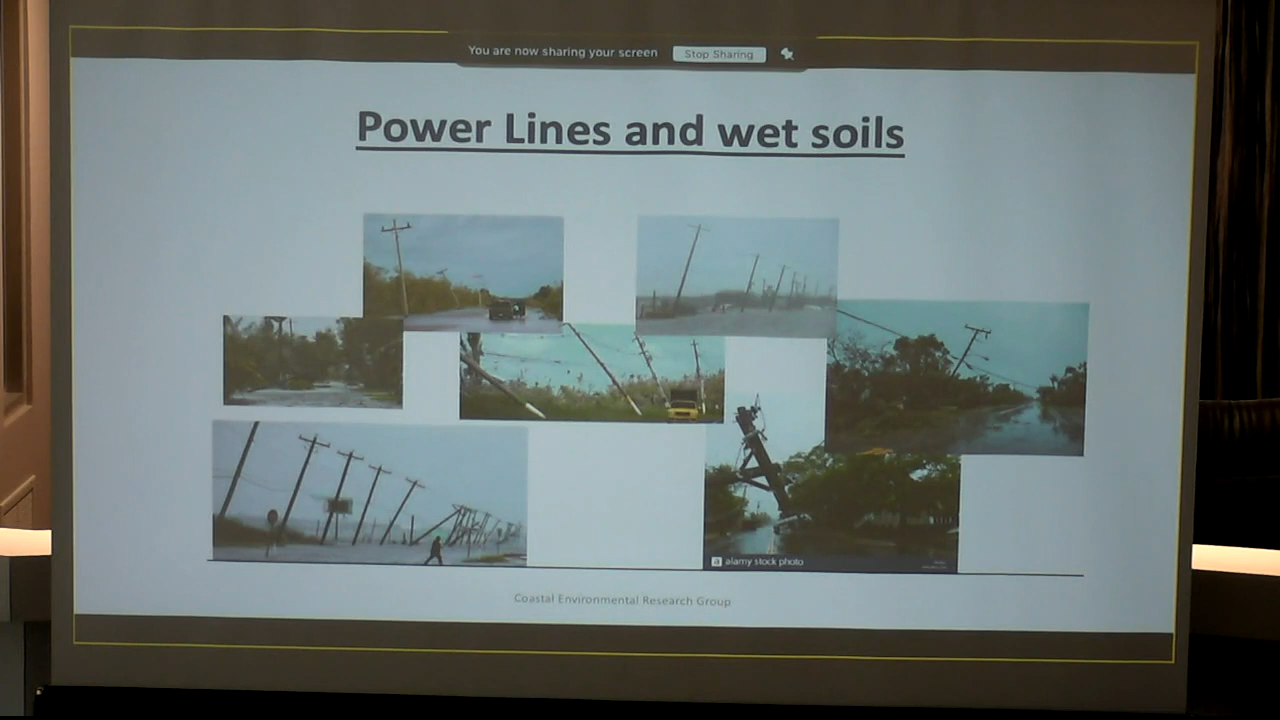 You are now sharing your screen
Stop Sharing
Power Lines and wet soils
a alamy stock photo
Coastal Environmental Research Group